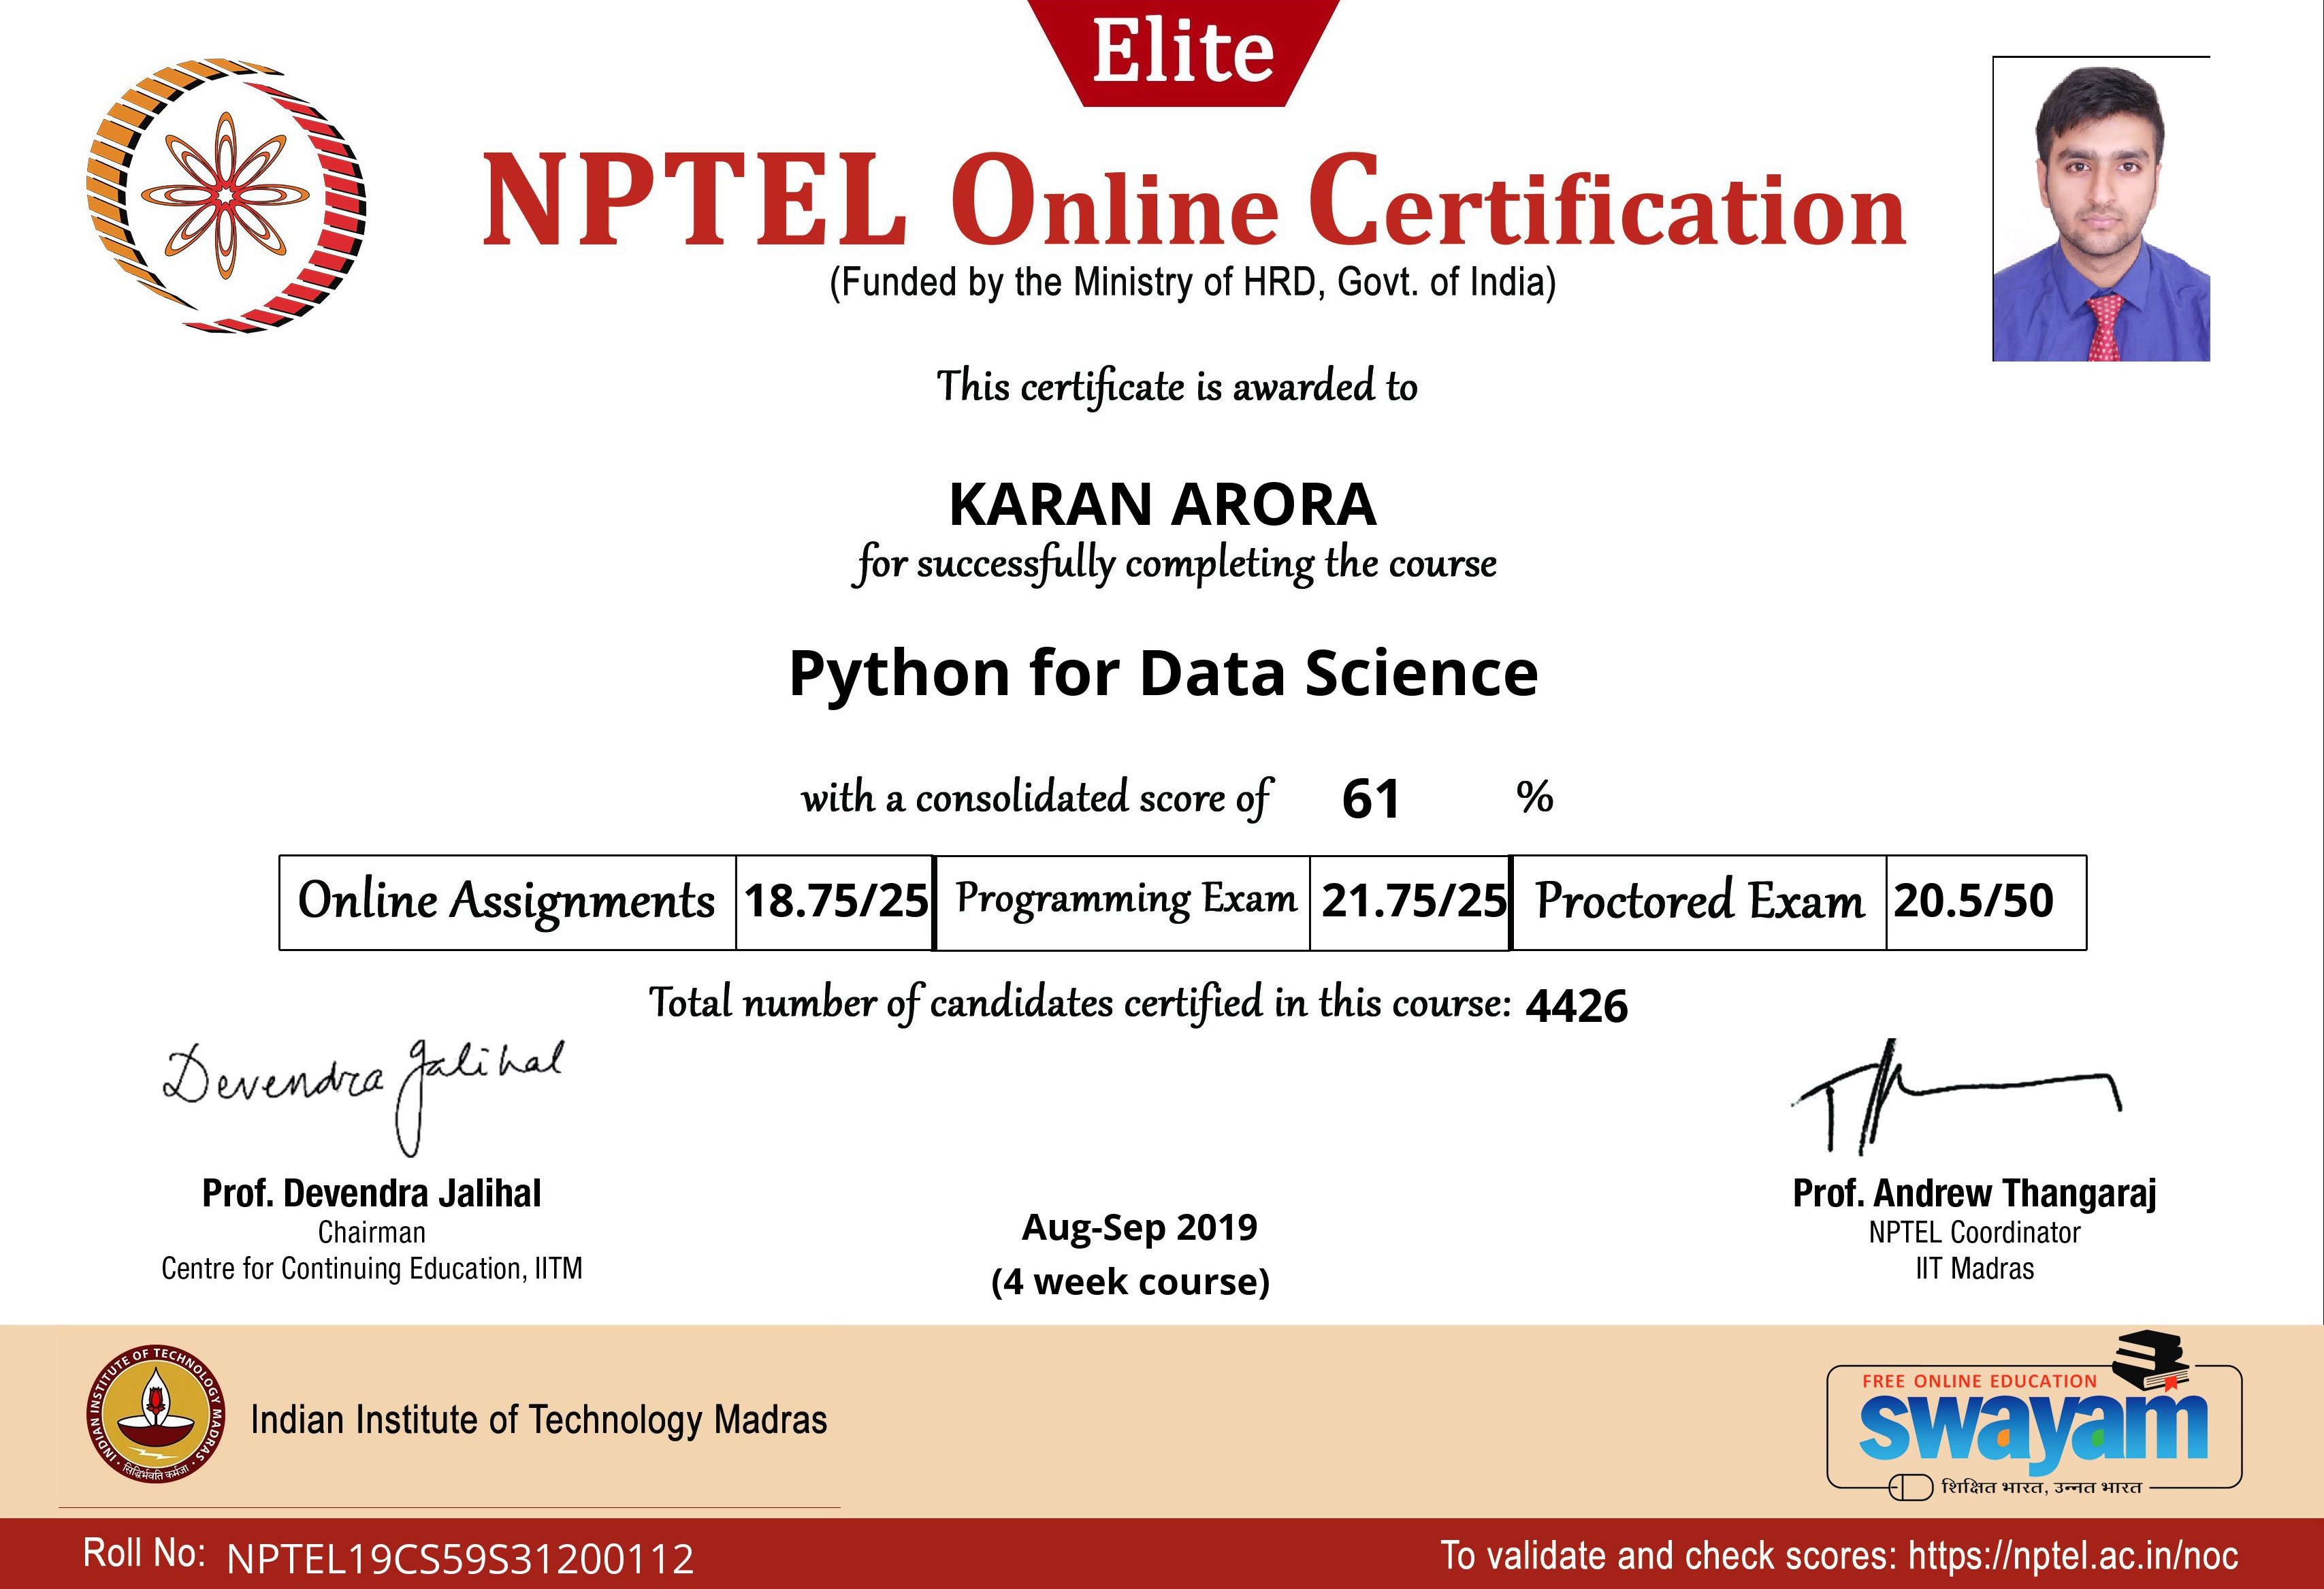 Elite
NPTEL Online Certification
(Funded by the Ministry of HRD, Govt. of India)
This certificate is awarded to
KARAN ARORA
for successfully completing the course
Python for Data Science
with a consolidated score of 61 %
Online Assignments 18.75/25 Programming Exam 21.75/25 Proctored Exam 20.5/50
Total number of candidates certified in this course: 4426
Devendra Jalihal
Prof. Devendra Jalihal
Chairman
Centre for Continuing Education, IITM
Aug-Sep 2019
(4 week course)
Prof. Andrew Thangaraj
NPTEL Coordinator
IIT Madras
INDIAN INSTITUTE OF TECHNOLOGY MADRAS
सिद्धिर्भवति कर्मजा
Indian Institute of Technology Madras
FREE ONLINE EDUCATION
swayam
शिक्षित भारत, उन्नत भारत
Roll No: NPTEL19CS59S31200112
To validate and check scores: https://nptel.ac.in/noc